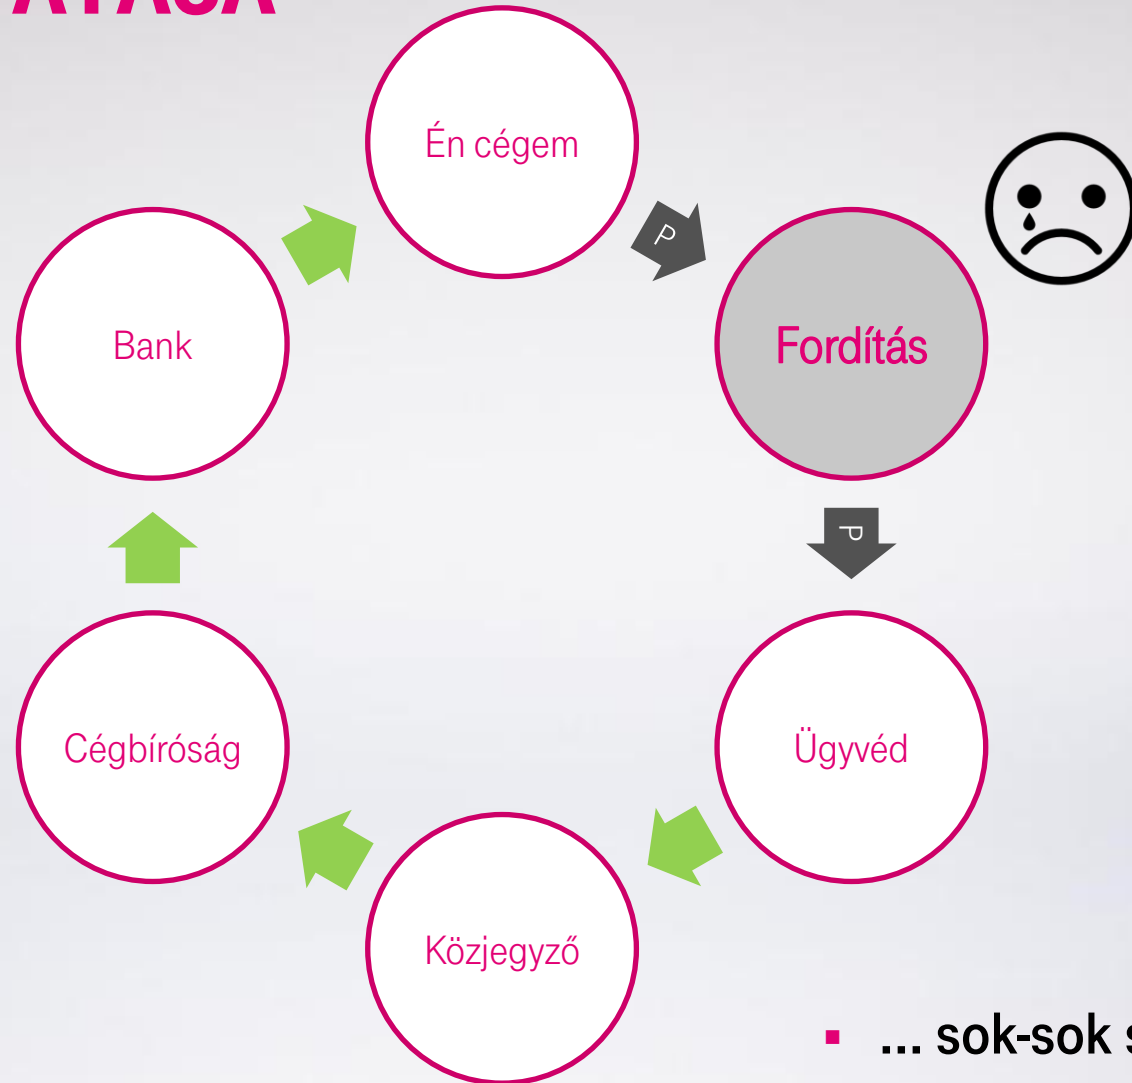 Én cégem
P
Fordítás
P
Ügyvéd
Közjegyző
Cégbíróság
Bank
▪ ... sok-sok